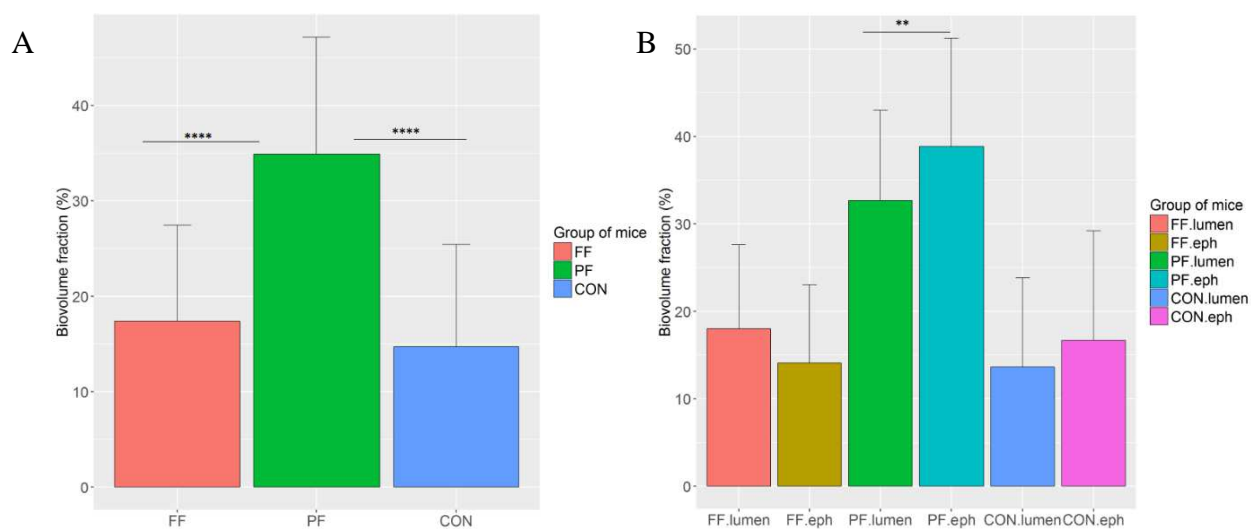 A
Biovolume fraction (%)
40
30
20
10
0
****
****
FF
PF
CON
Group of mice
FF
PF
CON
B
Biovolume fraction (%)
50
40
30
20
10
0
**
FF.lumen
FF.eph
PF.lumen
PF.eph
CON.lumen
CON.eph
Group of mice
FF.lumen
FF.eph
PF.lumen
PF.eph
CON.lumen
CON.eph